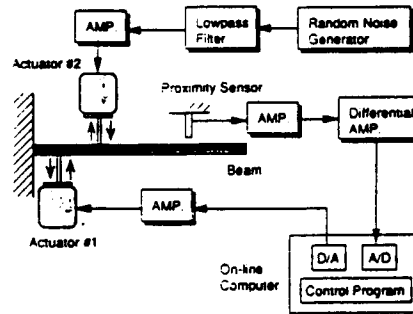 AMP.
Lowpass
Filter
Random Noise
Generator
Actuator #2
Proximity Sensor
AMP.
Differential
AMP.
Beam
AMP.
Actuator #1
D/A
A/D
On-line
Computer
Control Program